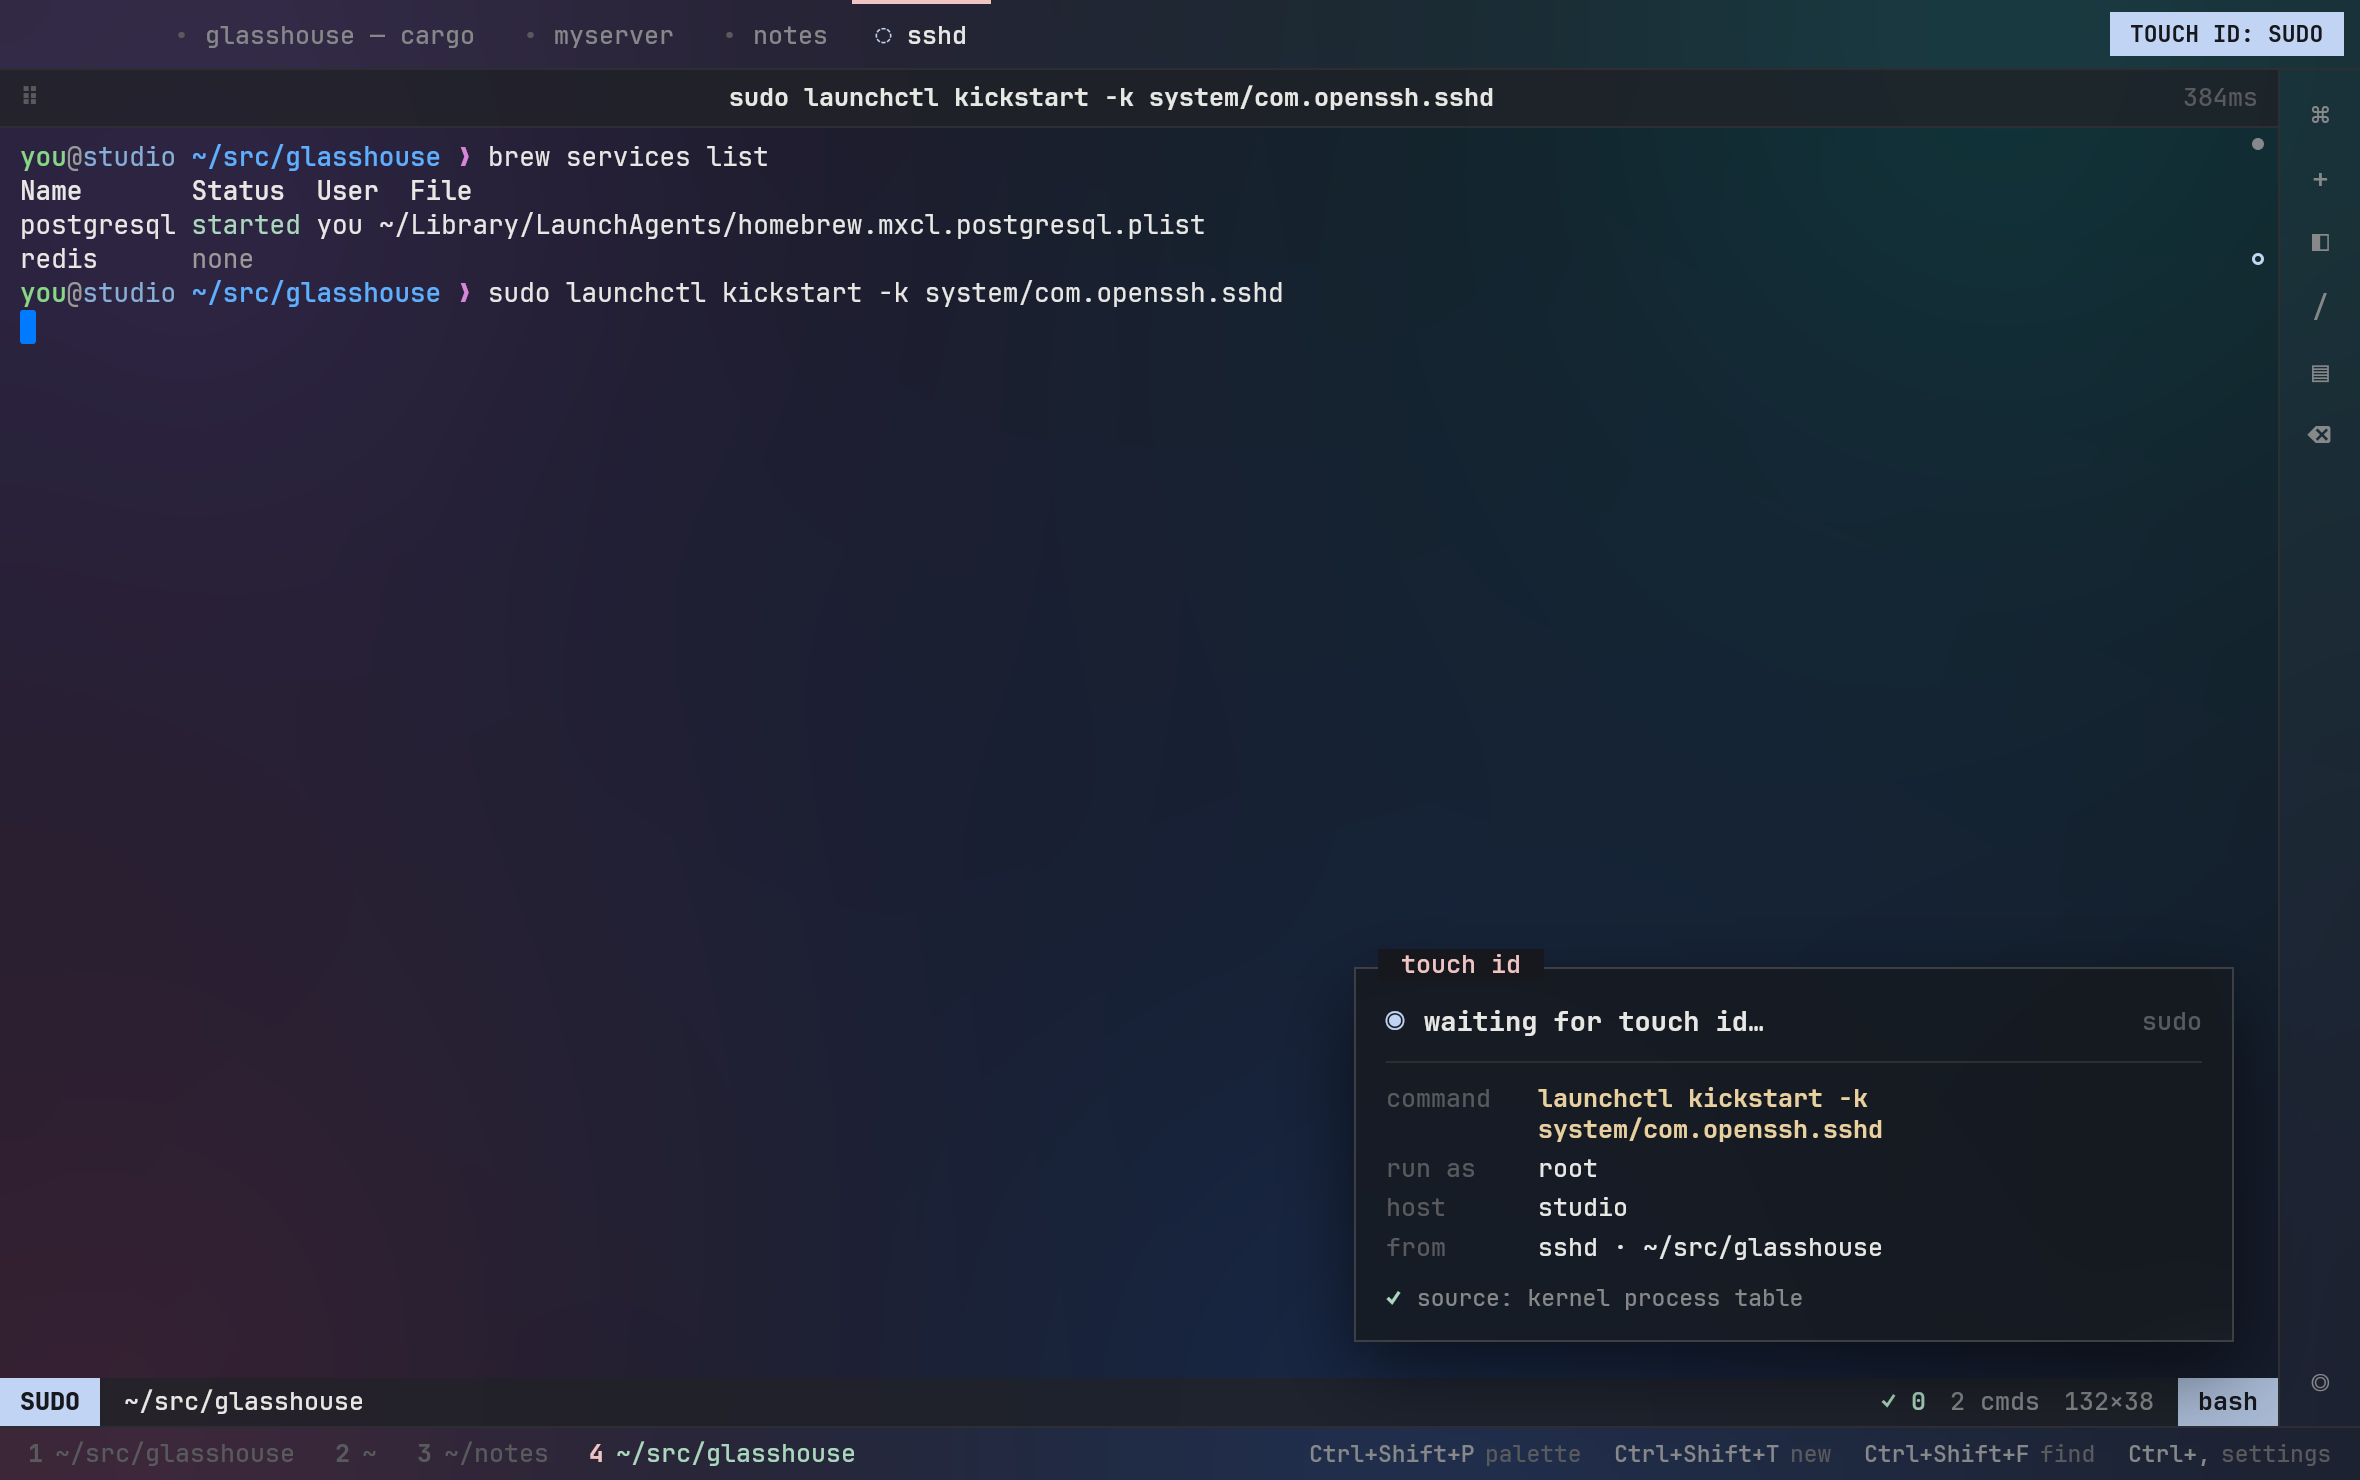 • glasshouse — cargo • myserver • notes ◌ sshd TOUCH ID: SUDO
sudo launchctl kickstart -k system/com.openssh.sshd 384ms
you@studio ~/src/glasshouse ❩ brew services list
Name Status User File
postgresql started you ~/Library/LaunchAgents/homebrew.mxcl.postgresql.plist
redis none
you@studio ~/src/glasshouse ❩ sudo launchctl kickstart -k system/com.openssh.sshd
touch id
◉ waiting for touch id… sudo
command launchctl kickstart -k
system/com.openssh.sshd
run as root
host studio
from sshd · ~/src/glasshouse
✓ source: kernel process table
SUDO ~/src/glasshouse ✓ 0 2 cmds 132×38 bash
1 ~/src/glasshouse 2 ~ 3 ~/notes 4 ~/src/glasshouse Ctrl+Shift+P palette Ctrl+Shift+T new Ctrl+Shift+F find Ctrl+, settings